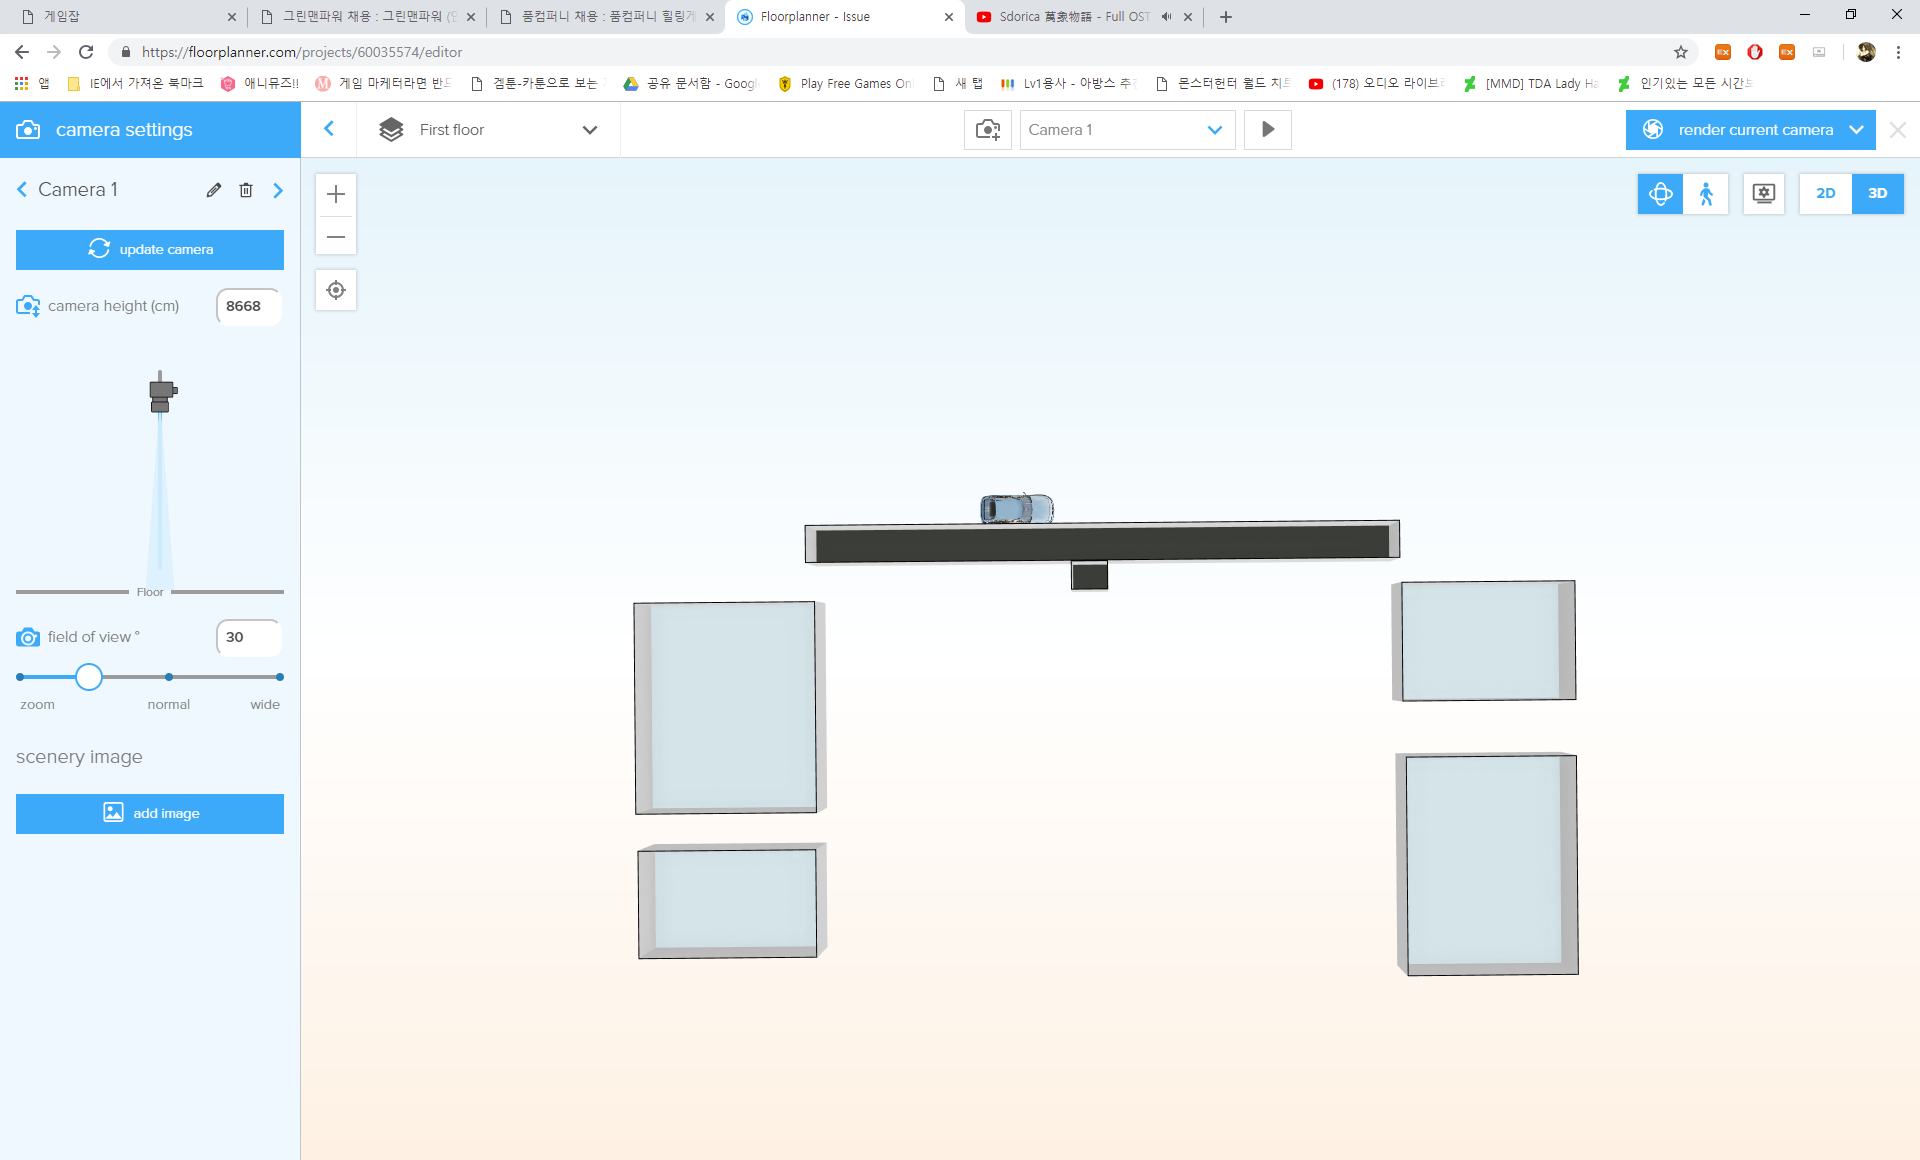 게임잡
그린맨파워 채용 : 그린맨파워
품컴퍼니 채용 : 품컴퍼니 힐링게
Floorplanner - Issue
Sdorica 萬象物語 - Full OST
https://floorplanner.com/projects/60035574/editor
앱
IE에서 가져온 북마크
애니뮤즈!!
게임 마케터라면 반드
겜툰-카툰으로 보는
공유 문서함 - Googl
Play Free Games On
새 탭
Lv1용사 - 아방스
몬스터헌터 월드
(178) 오디오 라이브
[MMD] TDA Lady Ha
인기있는 모든 시간
camera settings
First floor
Camera 1
render current camera
Camera 1
2D
3D
update camera
camera height (cm)
8668
Floor
field of view °
30
zoom
normal
wide
scenery image
add image